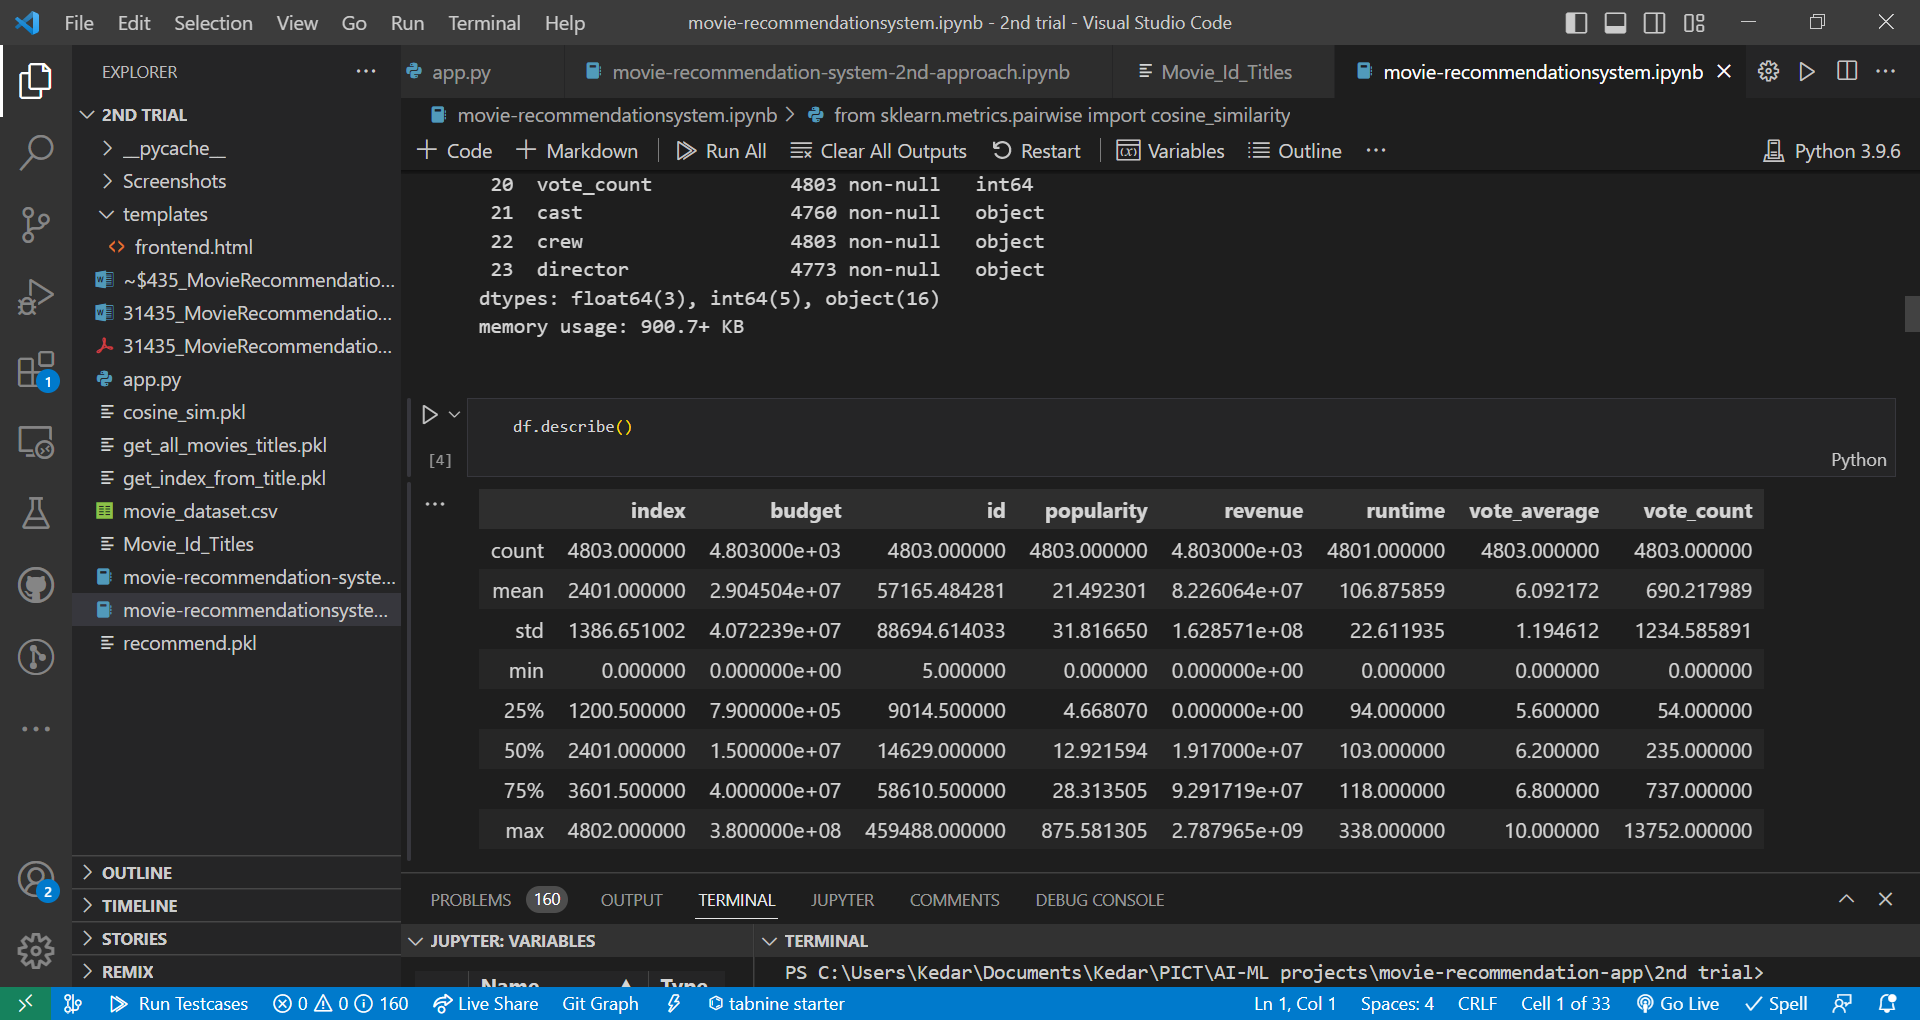 File Edit Selection View Go Run Terminal Help movie-recommendationsystem.ipynb - 2nd trial - Visual Studio Code
EXPLORER
app.py movie-recommendation-system-2nd-approach.ipynb Movie_Id_Titles movie-recommendationsystem.ipynb
movie-recommendationsystem.ipynb > from sklearn.metrics.pairwise import cosine_similarity
Code Markdown Run All Clear All Outputs Restart Variables Outline Python 3.9.6
2ND TRIAL
__pycache__
Screenshots
templates
frontend.html
~$435_MovieRecommendatio...
31435_MovieRecommendatio...
31435_MovieRecommendatio...
app.py
cosine_sim.pkl
get_all_movies_titles.pkl
get_index_from_title.pkl
movie_dataset.csv
Movie_Id_Titles
movie-recommendation-syste...
movie-recommendationsyste...
recommend.pkl
OUTLINE
TIMELINE
STORIES
REMIX
1
2
20 vote_count 4803 non-null int64
21 cast 4760 non-null object
22 crew 4803 non-null object
23 director 4773 non-null object
dtypes: float64(3), int64(5), object(16)
memory usage: 900.7+ KB
df.describe()
[4]
Python
index budget id popularity revenue runtime vote_average vote_count
count 4803.000000 4.803000e+03 4803.000000 4803.000000 4.803000e+03 4801.000000 4803.000000 4803.000000
mean 2401.000000 2.904504e+07 57165.484281 21.492301 8.226064e+07 106.875859 6.092172 690.217989
std 1386.651002 4.072239e+07 88694.614033 31.816650 1.628571e+08 22.611935 1.194612 1234.585891
min 0.000000 0.000000e+00 5.000000 0.000000 0.000000e+00 0.000000 0.000000 0.000000
25% 1200.500000 7.900000e+05 9014.500000 4.668070 0.000000e+00 94.000000 5.600000 54.000000
50% 2401.000000 1.500000e+07 14629.000000 12.921594 1.917000e+07 103.000000 6.200000 235.000000
75% 3601.500000 4.000000e+07 58610.500000 28.313505 9.291719e+07 118.000000 6.800000 737.000000
max 4802.000000 3.800000e+08 459488.000000 875.581305 2.787965e+09 338.000000 10.000000 13752.000000
PROBLEMS 160 OUTPUT TERMINAL JUPYTER COMMENTS DEBUG CONSOLE
JUPYTER: VARIABLES
Name Type
TERMINAL
PS C:\Users\Kedar\Documents\Kedar\PICT\AI-ML projects\movie-recommendation-app\2nd trial>
Run Testcases 0 0 160 Live Share Git Graph tabnine starter Ln 1, Col 1 Spaces: 4 CRLF Cell 1 of 33 Go Live Spell